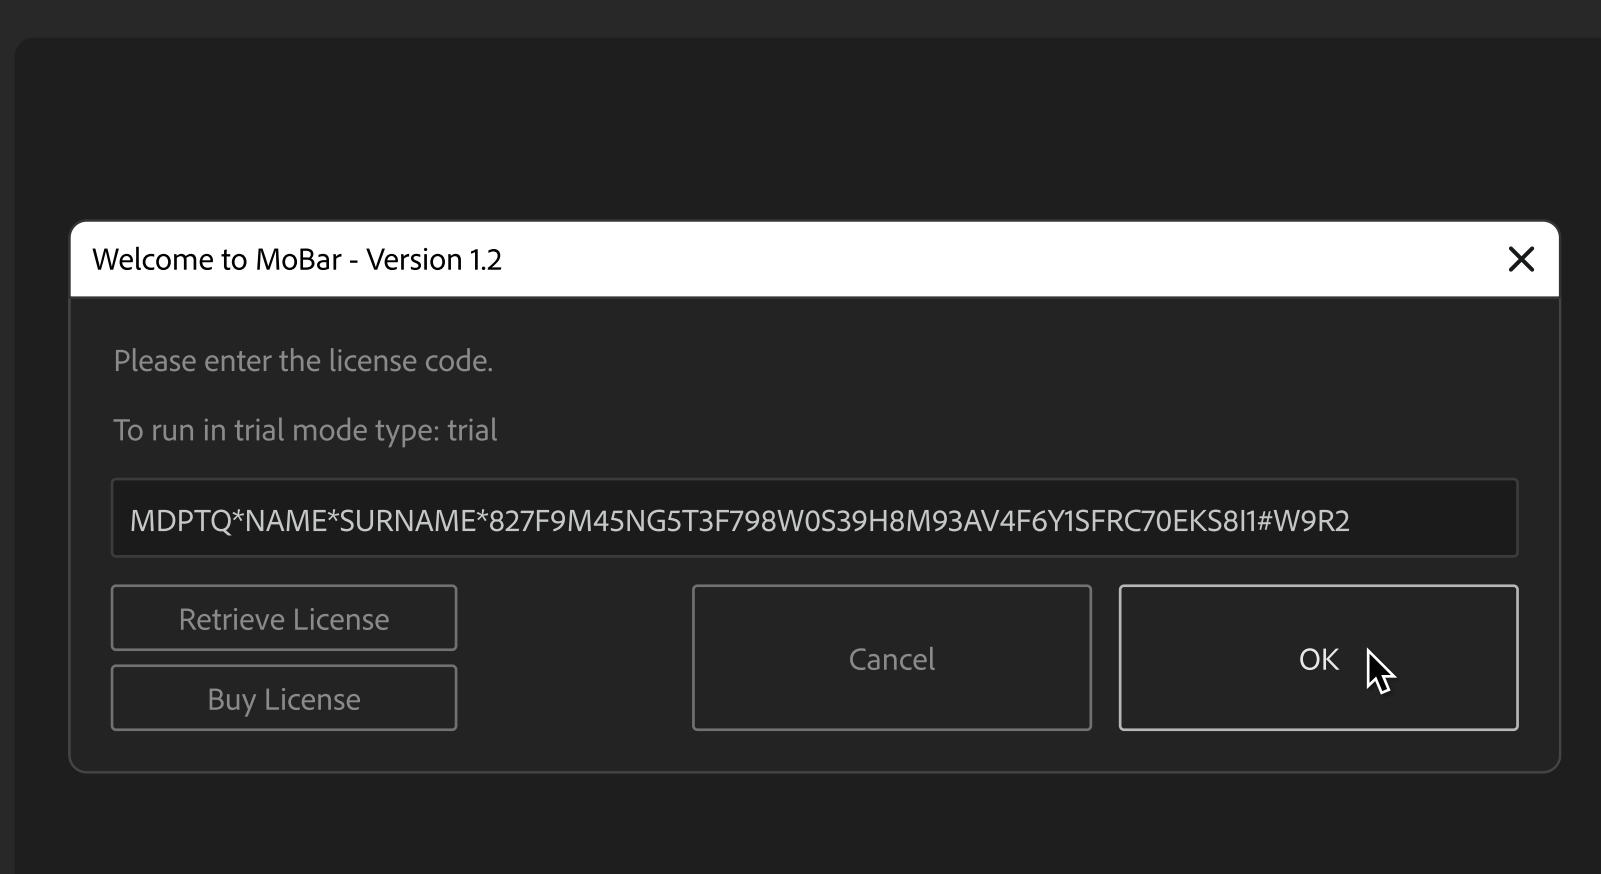 Welcome to MoBar - Version 1.2
Please enter the license code.
To run in trial mode type: trial
MDPTQ*NAME*SURNAME*827F9M45NG5T3F798W0S39H8M93AV4F6Y1SFRC70EKS8I1#W9R2
Retrieve License
Cancel
OK
Buy License